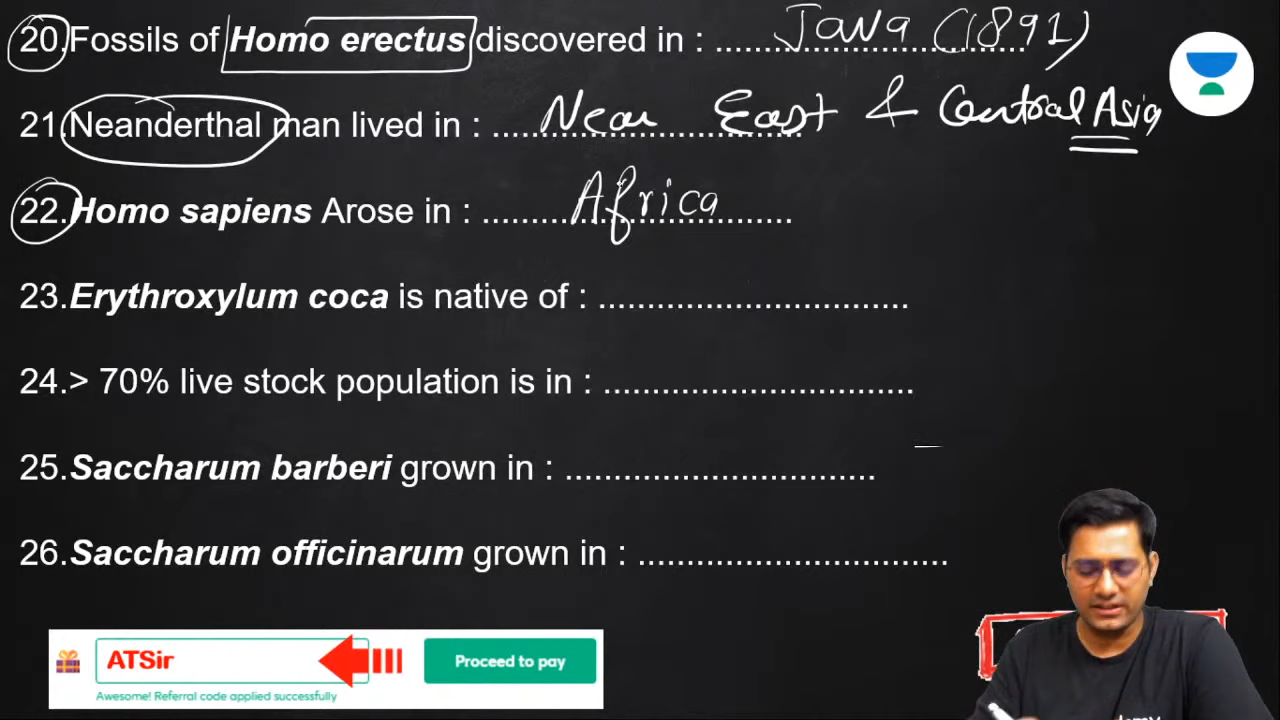 20.Fossils of Homo erectus discovered in : ................................ Java (1891)
21.Neanderthal man lived in : ................................ Near East & Central Asia
22.Homo sapiens Arose in : ................................ Africa
23.Erythroxylum coca is native of : ................................
24.> 70% live stock population is in : ................................
25.Saccharum barberi grown in : ................................
26.Saccharum officinarum grown in : ................................
ATSir
Proceed to pay
Awesome! Referral code applied successfully